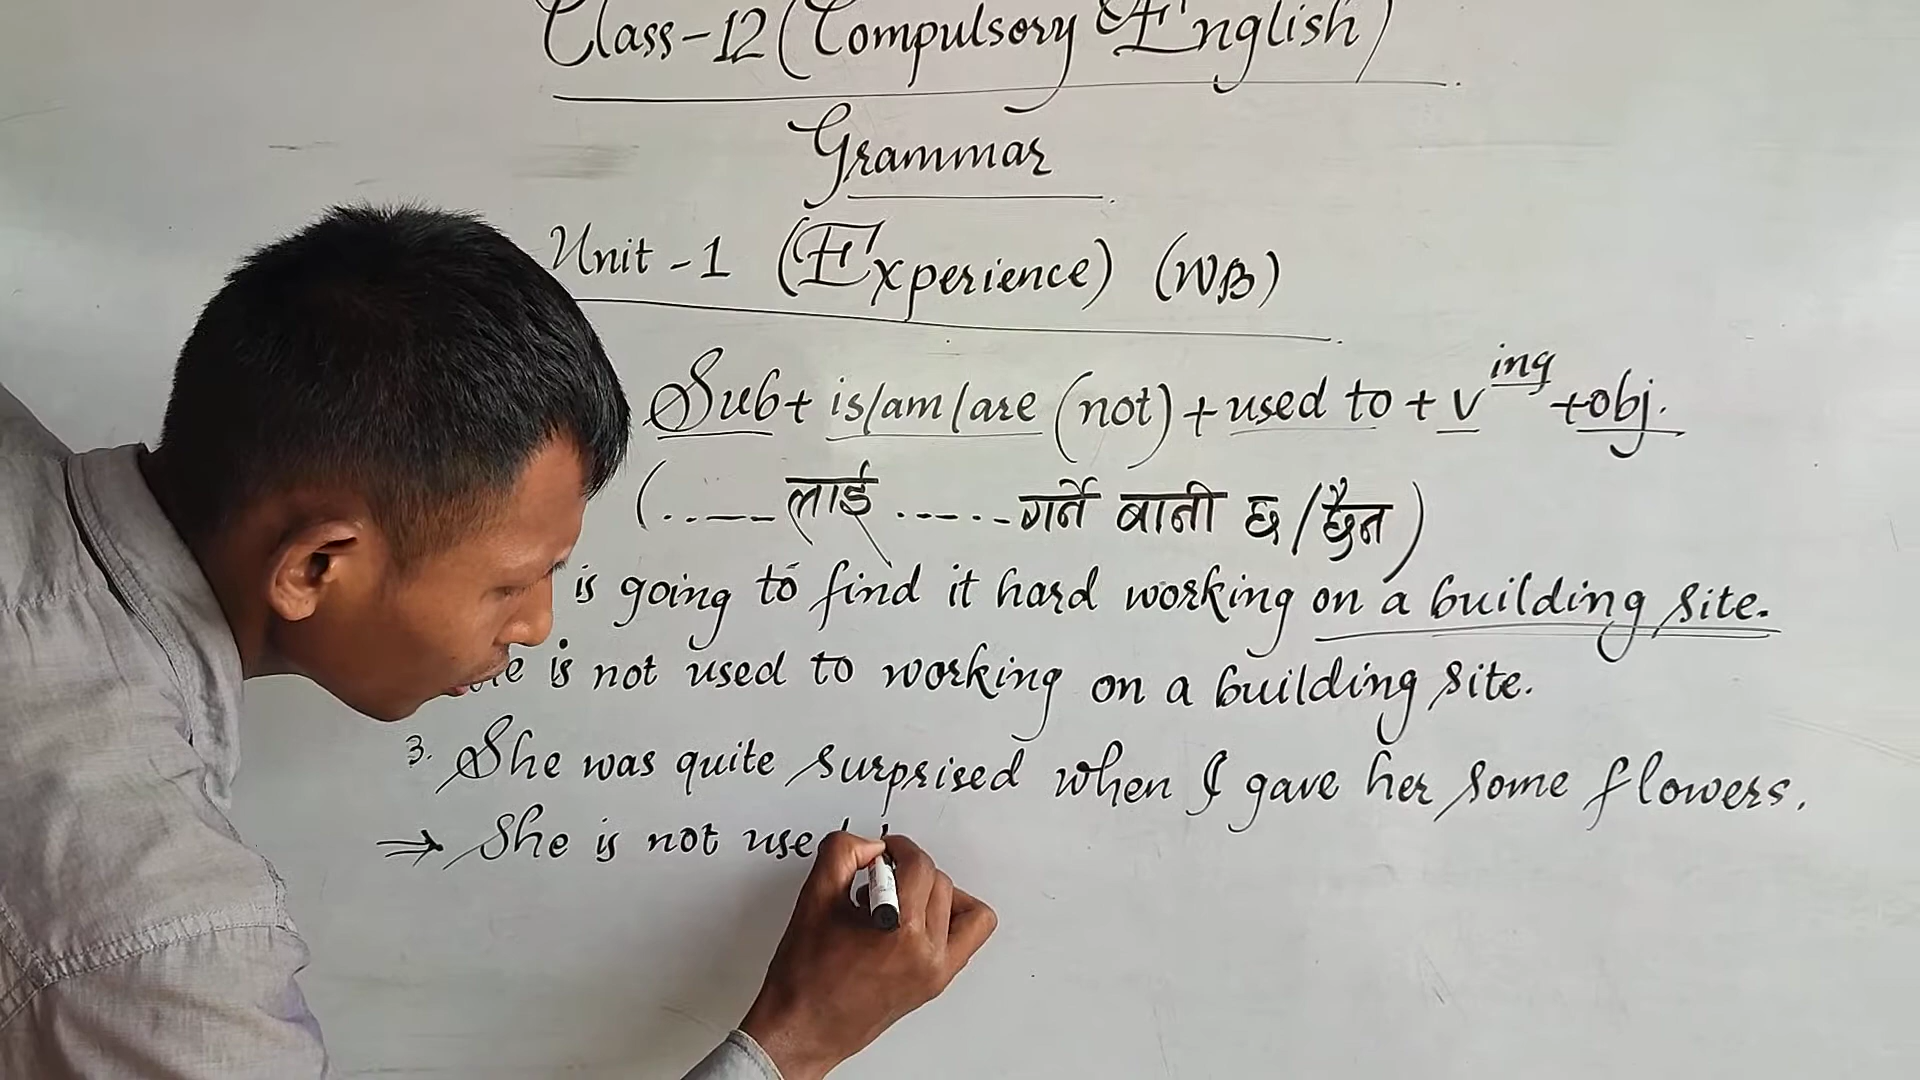 Class-12 (Compulsory English)
Grammar
Unit-1 (Experience) (WB)
Sub + is/am/are (not) + used to + v ing + obj.
(.---- लाई .----- गर्ने बानी छ/छैन)
is going to find it hard working on a building site.
is not used to working on a building site.
3. She was quite surprised when I gave her some flowers.
⇒ She is not use